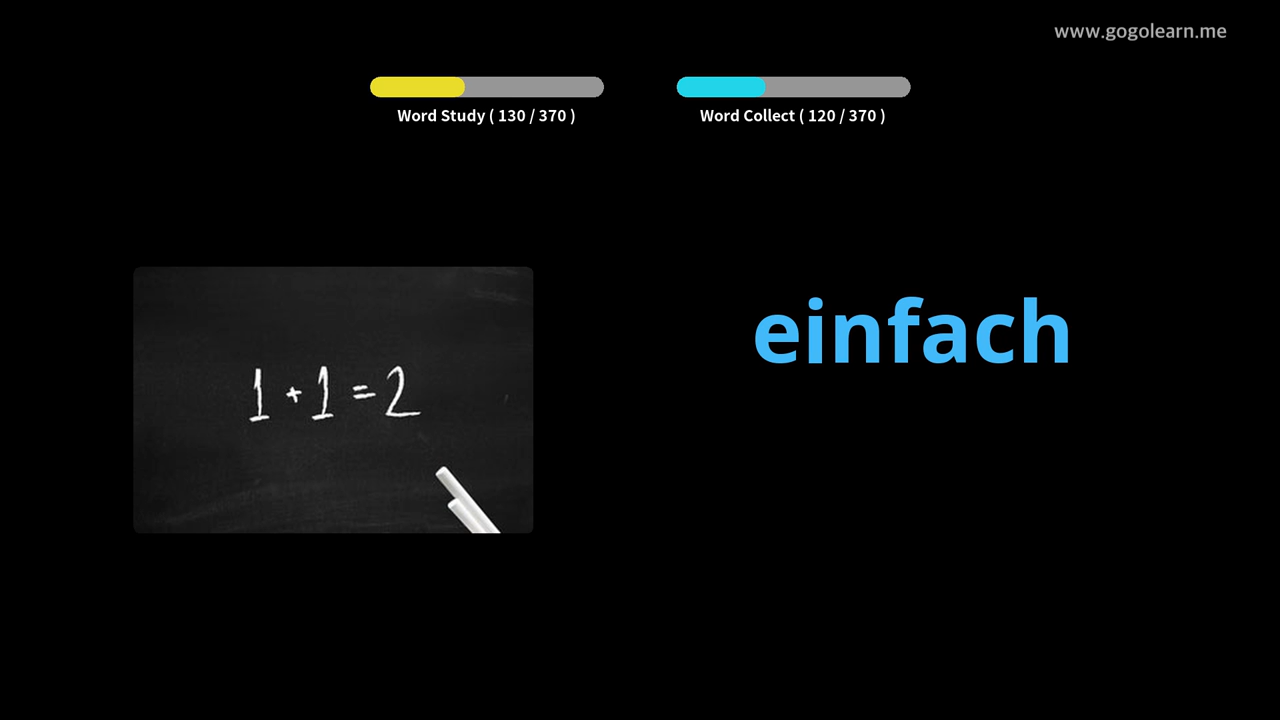 www.gogolearn.me
Word Study ( 130 / 370 )
Word Collect ( 120 / 370 )
einfach
1 + 1 = 2